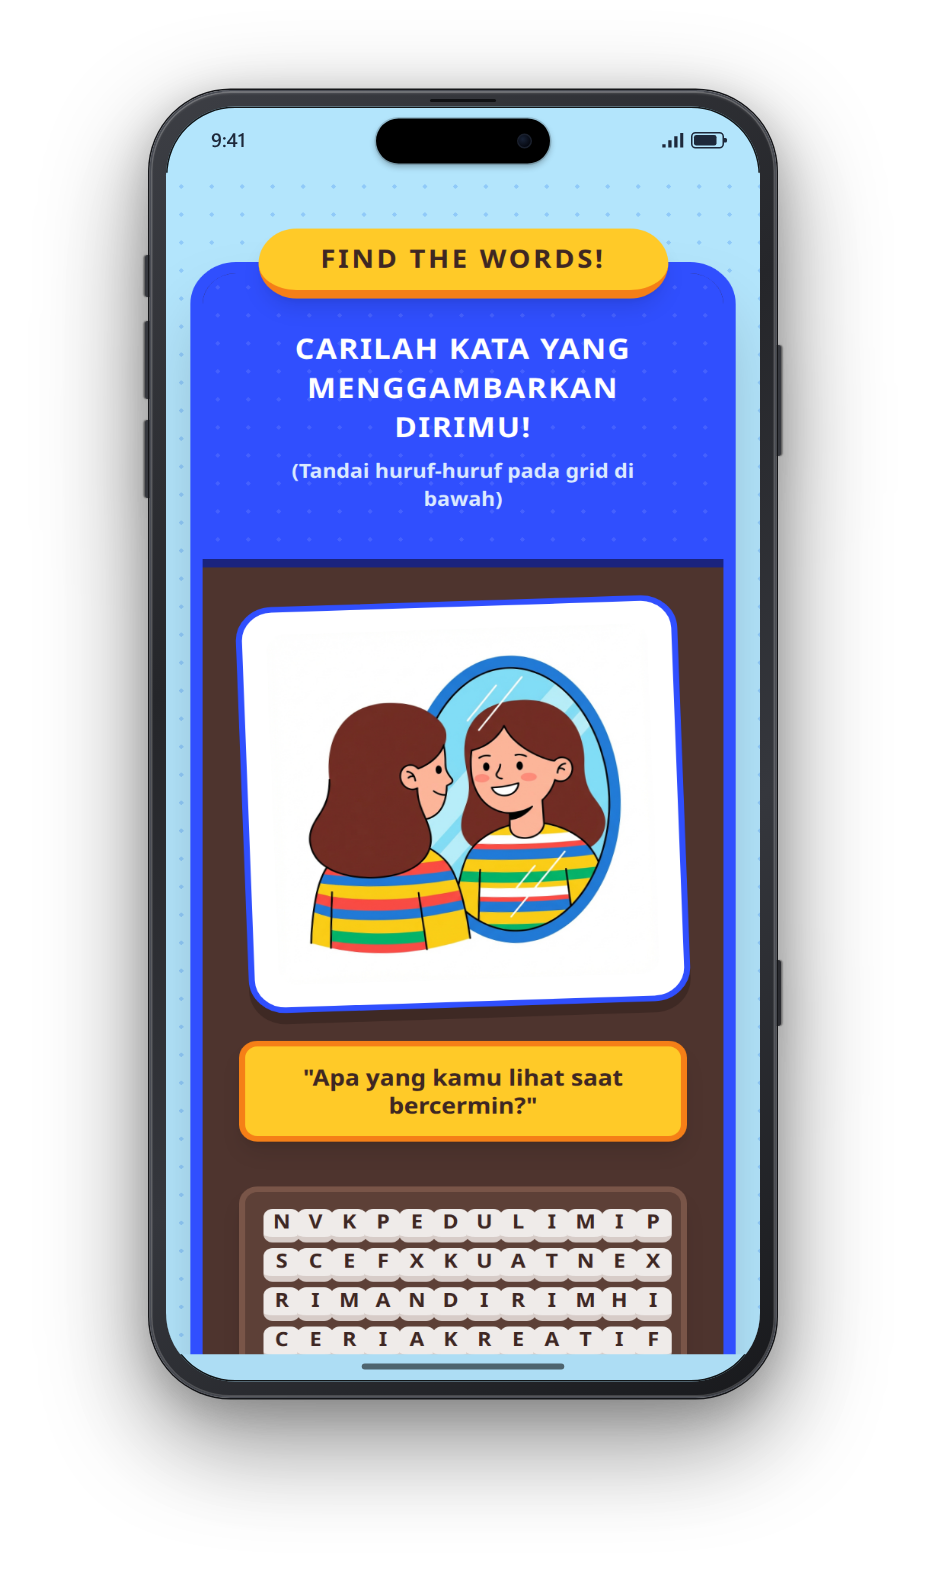 9:41
FIND THE WORDS!
CARILAH KATA YANG
MENGGAMBARKAN
DIRIMU!
(Tandai huruf-huruf pada grid di
bawah)
"Apa yang kamu lihat saat
bercermin?"
N V K P E D U L I M I P
S C E F X K U A T N E X
R I M A N D I R I M H I
C E R I A K R E A T I F